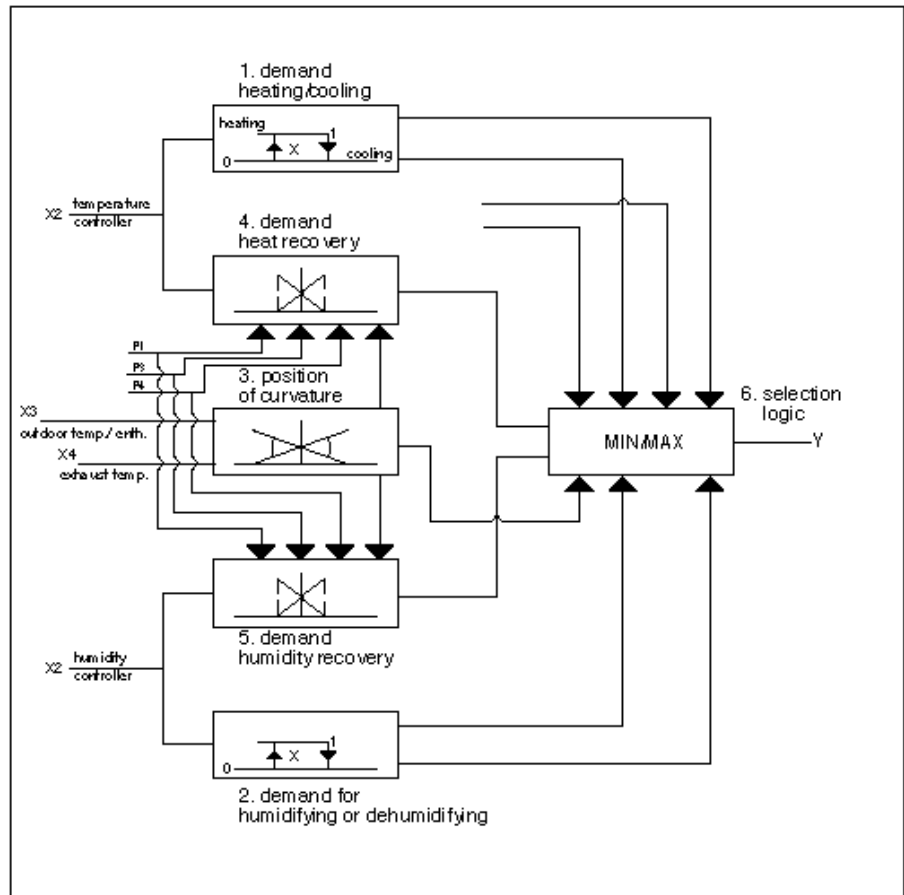 1. demand
heating/cooling
heating
1
X
0
cooling
X2
temperature
controller
4. demand
heat recovery
P1
P3
P4
3. position
of curvature
X3
outdoor temp./ enth.
X4
exhaust temp.
6. selection
logic
MIN/MAX
Y
5. demand
humidity recovery
X2
humidity
controller
1
X
0
2. demand for
humidifying or dehumidifying